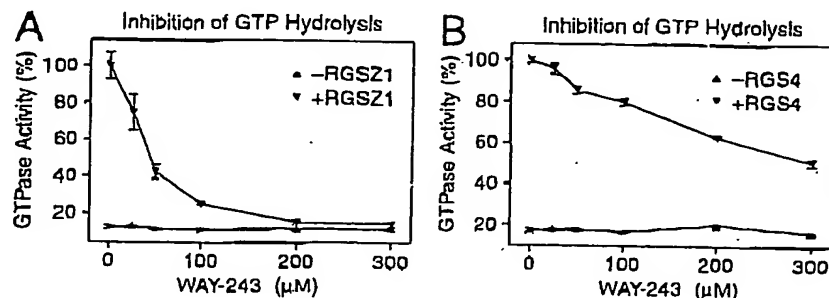 A
Inhibition of GTP Hydrolysis
GTPase Activity (%)
100
80
60
40
20
-RGSZ1
+RGSZ1
0
100
200
300
WAY-243 (μM)
B
Inhibition of GTP Hydrolysis
GTPase Activity (%)
100
80
60
40
20
-RGS4
+RGS4
0
100
200
300
WAY-243 (μM)